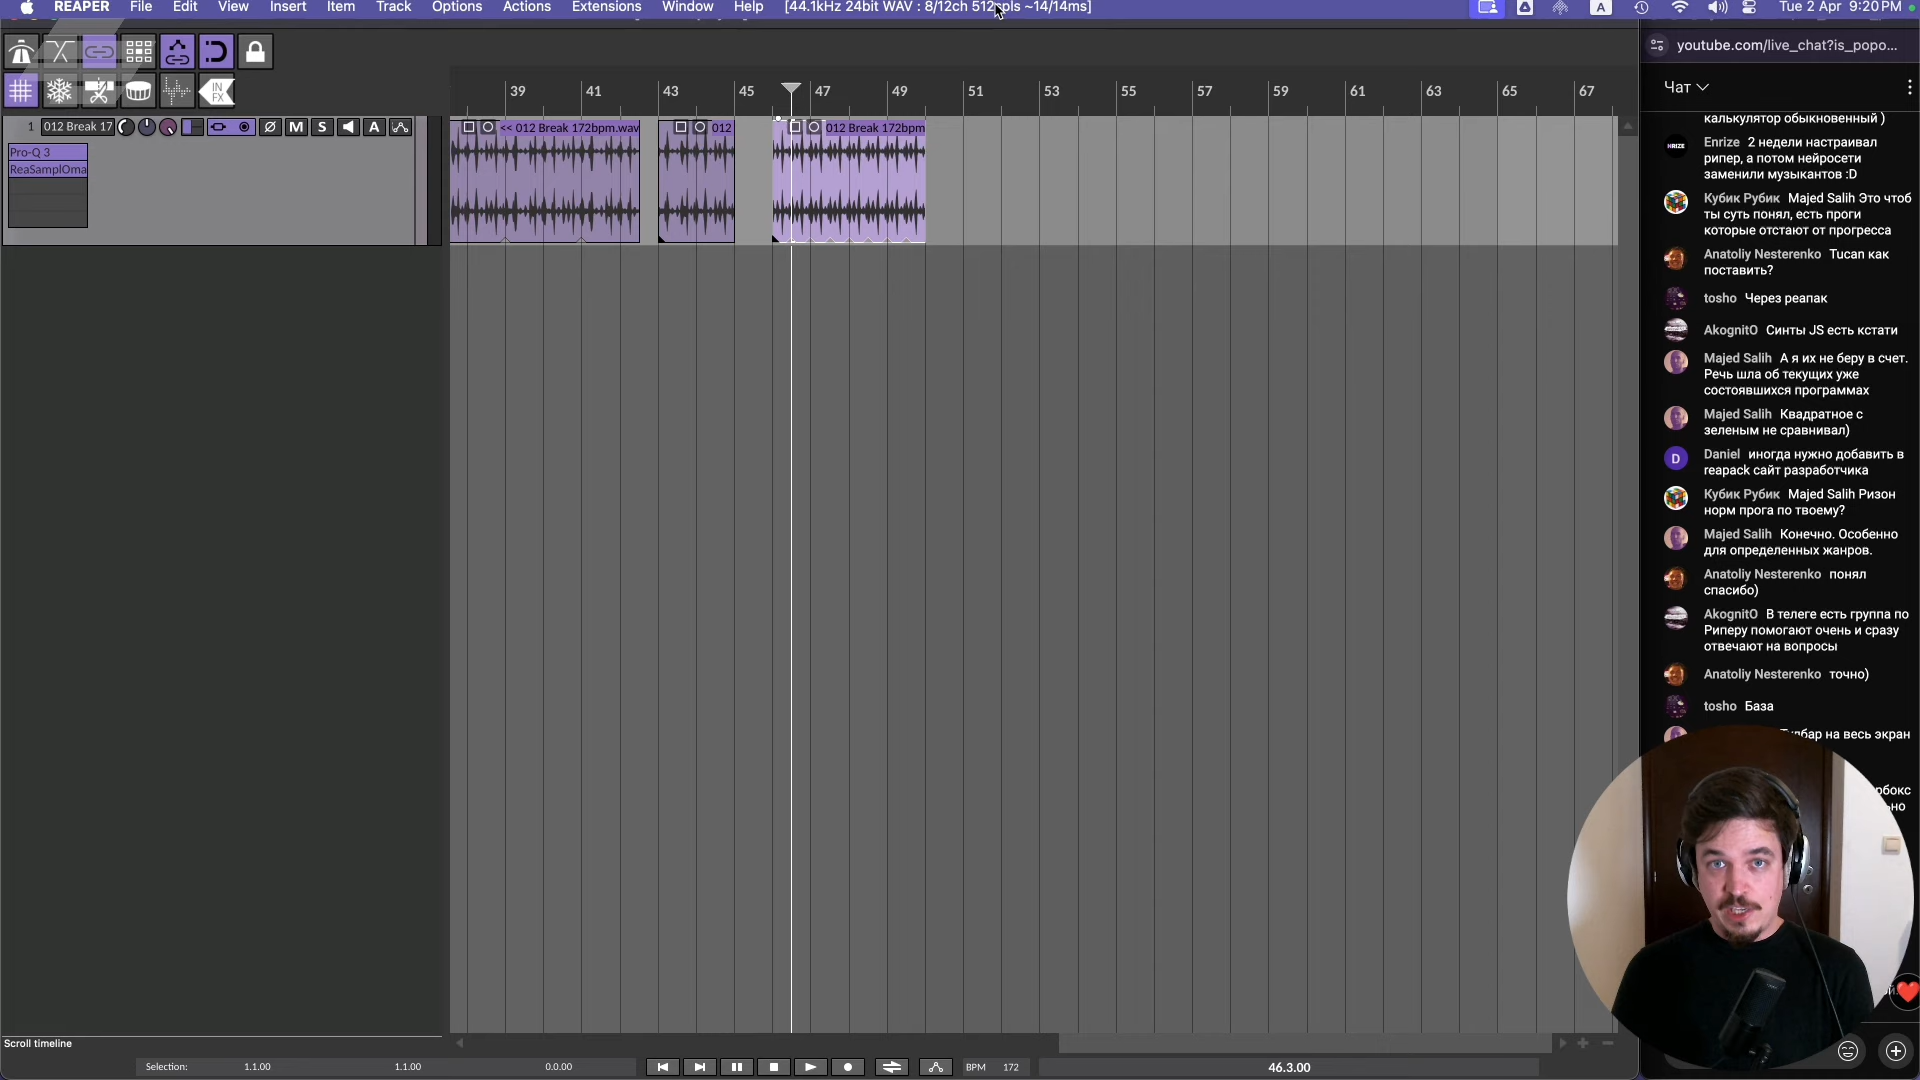 REAPER File Edit View Insert Item Track Options Actions Extensions Window Help [44.1kHz 24bit WAV : 8/12ch 512spls ~14/14ms] A Tue 2 Apr 9:20 PM
youtube.com/live_chat?is_popo...
Чат
IN
FX
39 41 43 45 47 49 51 53 55 57 59 61 63 65 67
1 012 Break 17 M S A
<< 012 Break 172bpm.wav 012 012 Break 172bpm
Pro-Q 3
ReaSamplOma
калькулятор обыкновенный )
Enrize 2 недели настраивал
рипер, а потом нейросети
заменили музыкантов :D
Кубик Рубик Majed Salih Это чтоб
ты суть понял, есть проги
которые отстают от прогресса
Anatoliy Nesterenko Tucan как
поставить?
tosho Через реапак
AkognitO Синты JS есть кстати
Majed Salih А я их не беру в счет.
Речь шла об текущих уже
состоявшихся программах
Majed Salih Квадратное с
зеленым не сравнивал)
D
Daniel иногда нужно добавить в
reapack сайт разработчика
Кубик Рубик Majed Salih Ризон
норм прога по твоему?
Majed Salih Конечно. Особенно
для определенных жанров.
Anatoliy Nesterenko понял
спасибо)
AkognitO В телеге есть группа по
Риперу помогают очень и сразу
отвечают на вопросы
Anatoliy Nesterenko точно)
tosho База
на весь экран
Scroll timeline
Selection: 1.1.00 1.1.00 0.0.00 BPM 172 46.3.00